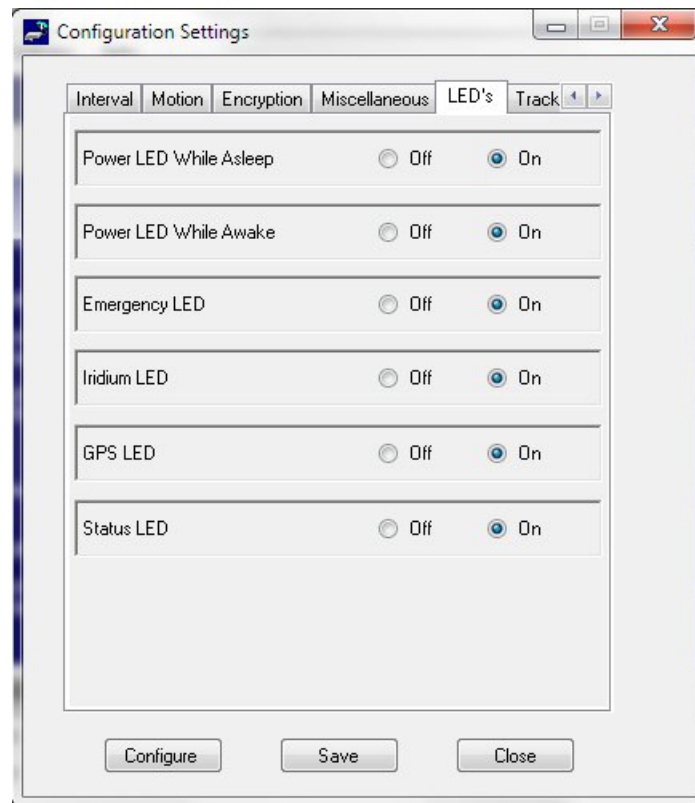 Configuration Settings
Interval Motion Encryption Miscellaneous LED's Track
Power LED While Asleep Off On
Power LED While Awake Off On
Emergency LED Off On
Iridium LED Off On
GPS LED Off On
Status LED Off On
Configure Save Close